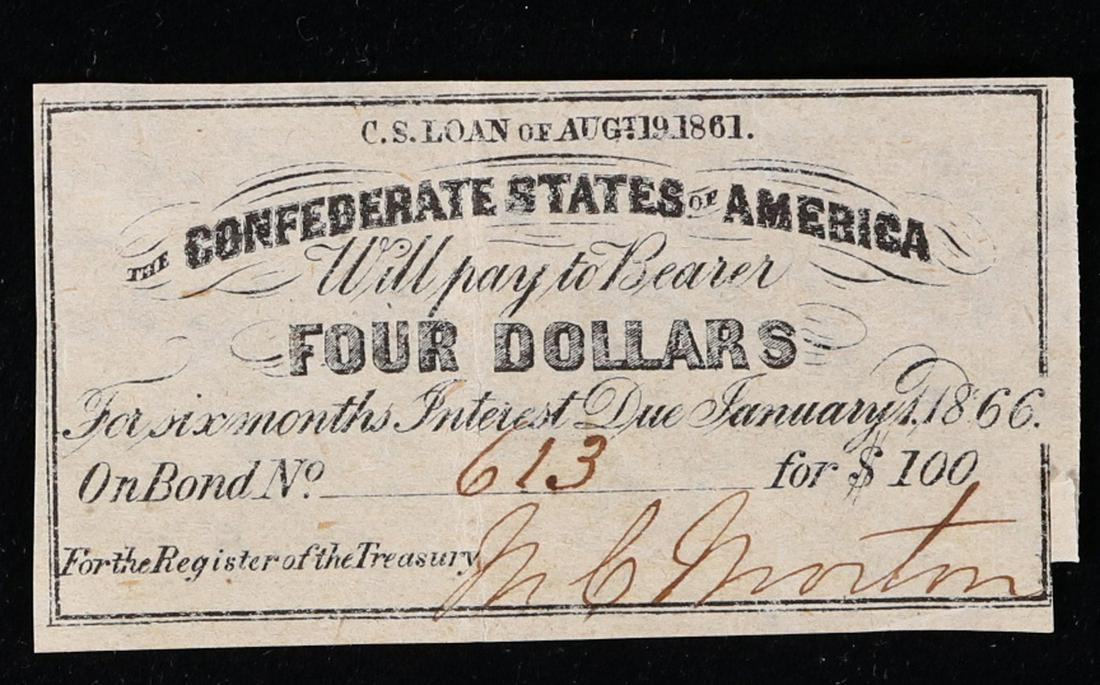 C.S. LOAN OF AUGT. 19. 1861.
THE CONFEDERATE STATES OF AMERICA
Will pay to Bearer
FOUR DOLLARS
For six months Interest Due January 1, 1866.
On Bond No. 613 for $ 100
For the Register of the Treasury M C Morton